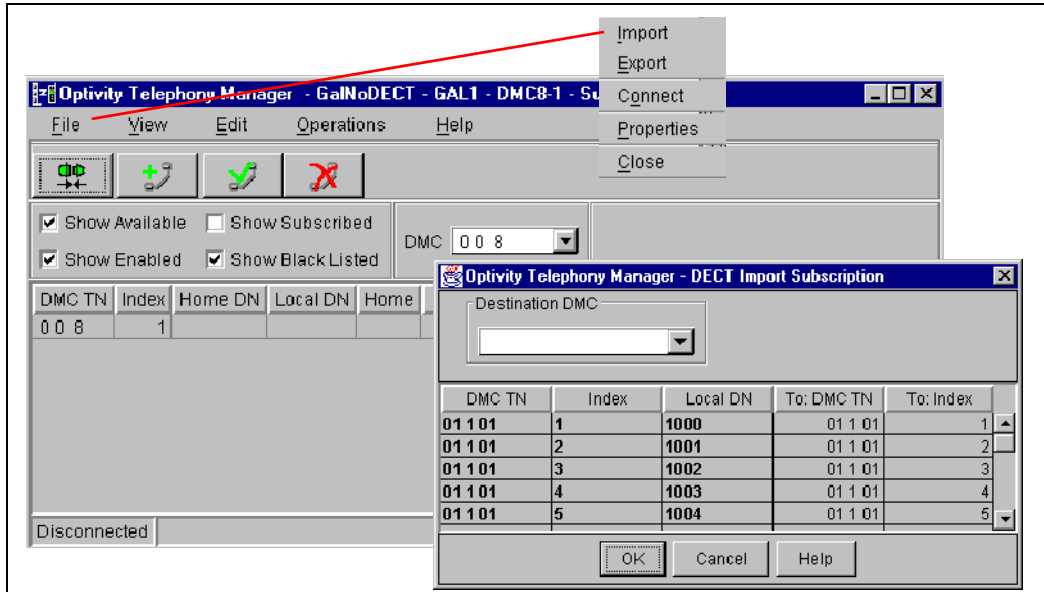 Import
Export
Connect
Properties
Close
Optivity Telephony Manager - GalNoDECT - GAL1 - DMC8-1 - Su
File View Edit Operations Help
Show Available Show Subscribed
Show Enabled Show Black Listed
DMC 0 0 8
DMC TN Index Home DN Local DN Home
0 0 8 1
Disconnected
Optivity Telephony Manager - DECT Import Subscription
Destination DMC
DMC TN Index Local DN To: DMC TN To: Index
01 1 01 1 1000 01 1 01 1
01 1 01 2 1001 01 1 01 2
01 1 01 3 1002 01 1 01 3
01 1 01 4 1003 01 1 01 4
01 1 01 5 1004 01 1 01 5
OK Cancel Help